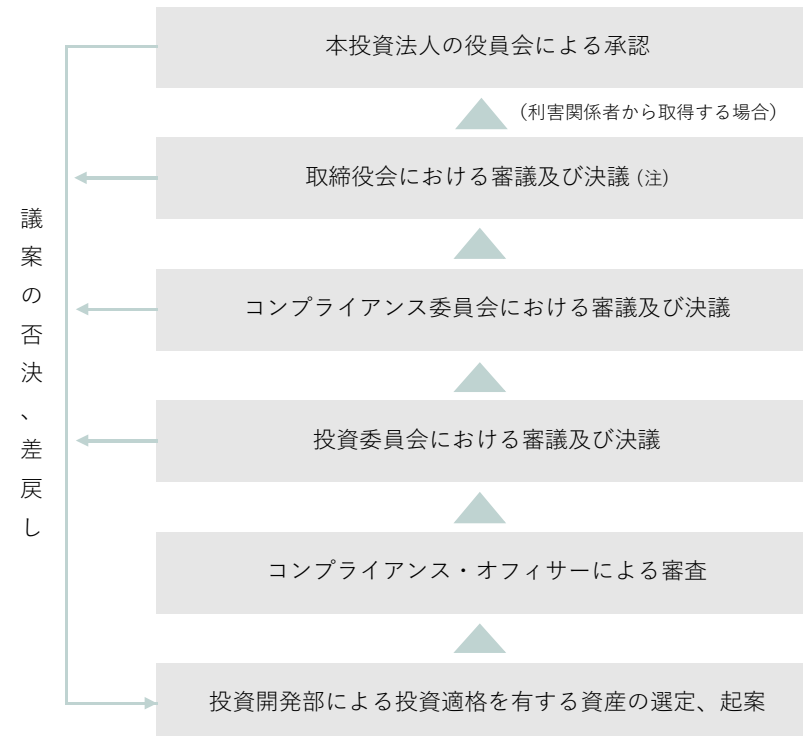 本投資法人の役員会による承認
（利害関係者から取得する場合）
取締役会における審議及び決議 (注)
コンプライアンス委員会における審議及び決議
投資委員会における審議及び決議
コンプライアンス・オフィサーによる審査
投資開発部による投資適格を有する資産の選定、起案
議案の否決、差戻し